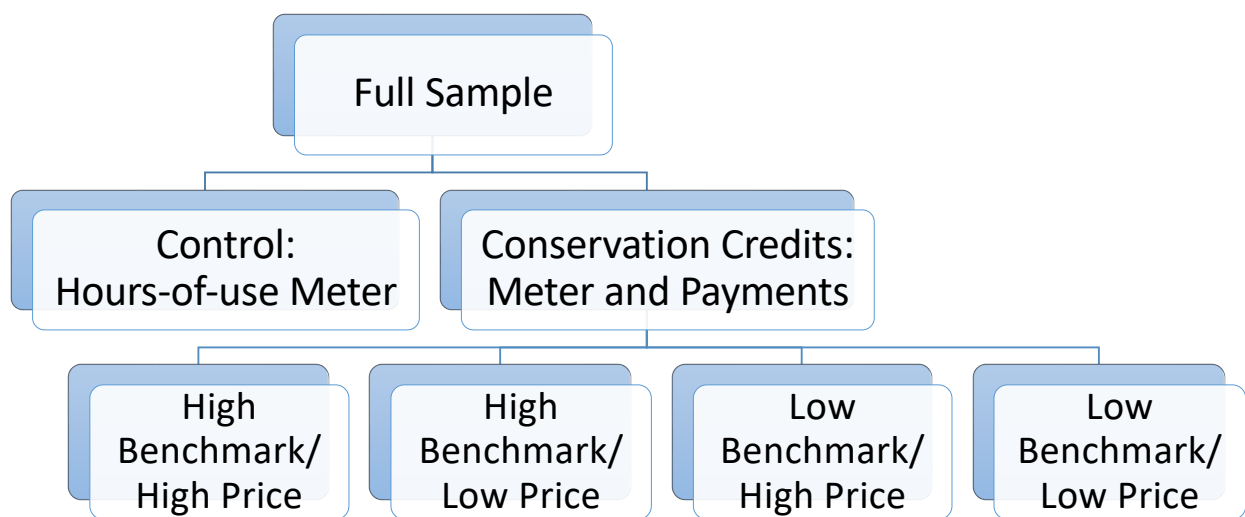 Full Sample
Control:
Hours-of-use Meter
Conservation Credits:
Meter and Payments
High
Benchmark/
High Price
High
Benchmark/
Low Price
Low
Benchmark/
High Price
Low
Benchmark/
Low Price